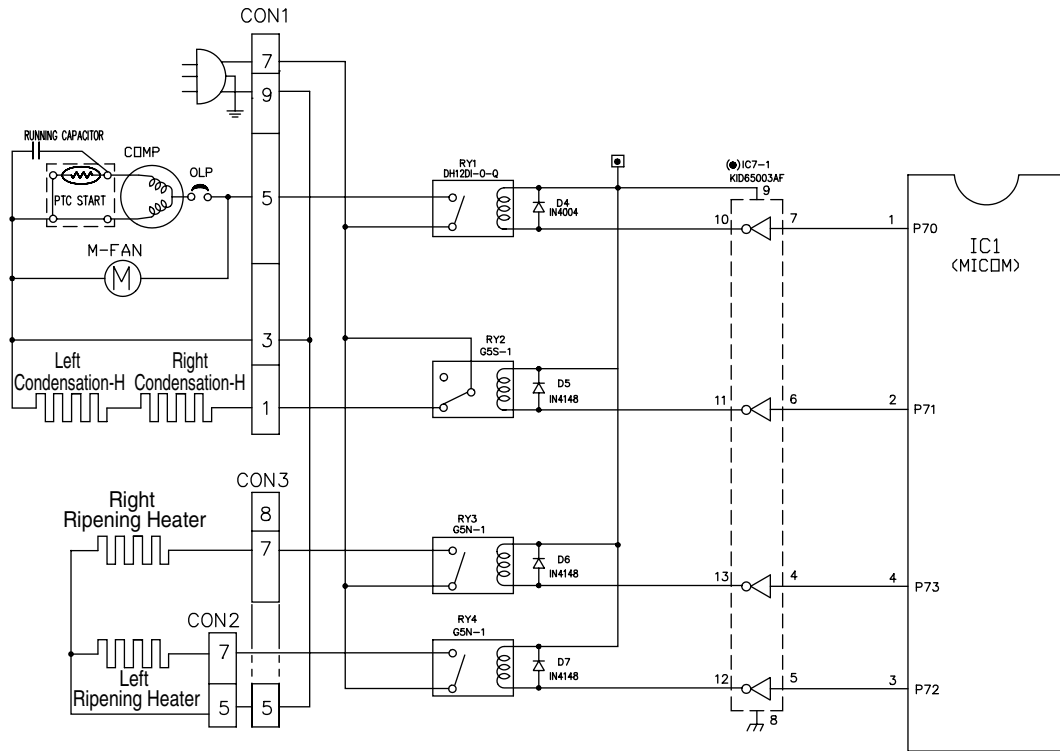 CON1
7
9
RUNNING CAPACITOR
COMP
OLP
PTC START
5
M-FAN
M
3
Left
Condensation-H
Right
Condensation-H
1
RY1
DH12DI-O-Q
D4
IN4004
(●)IC7-1
KID65003AF
9
10
7
1
P70
IC1
(MICOM)
RY2
G5S-1
D5
IN4148
11
6
2
P71
CON3
8
7
Right
Ripening Heater
RY3
G5N-1
D6
IN4148
13
4
4
P73
CON2
7
5
5
Left
Ripening Heater
RY4
G5N-1
D7
IN4148
12
5
3
P72
8